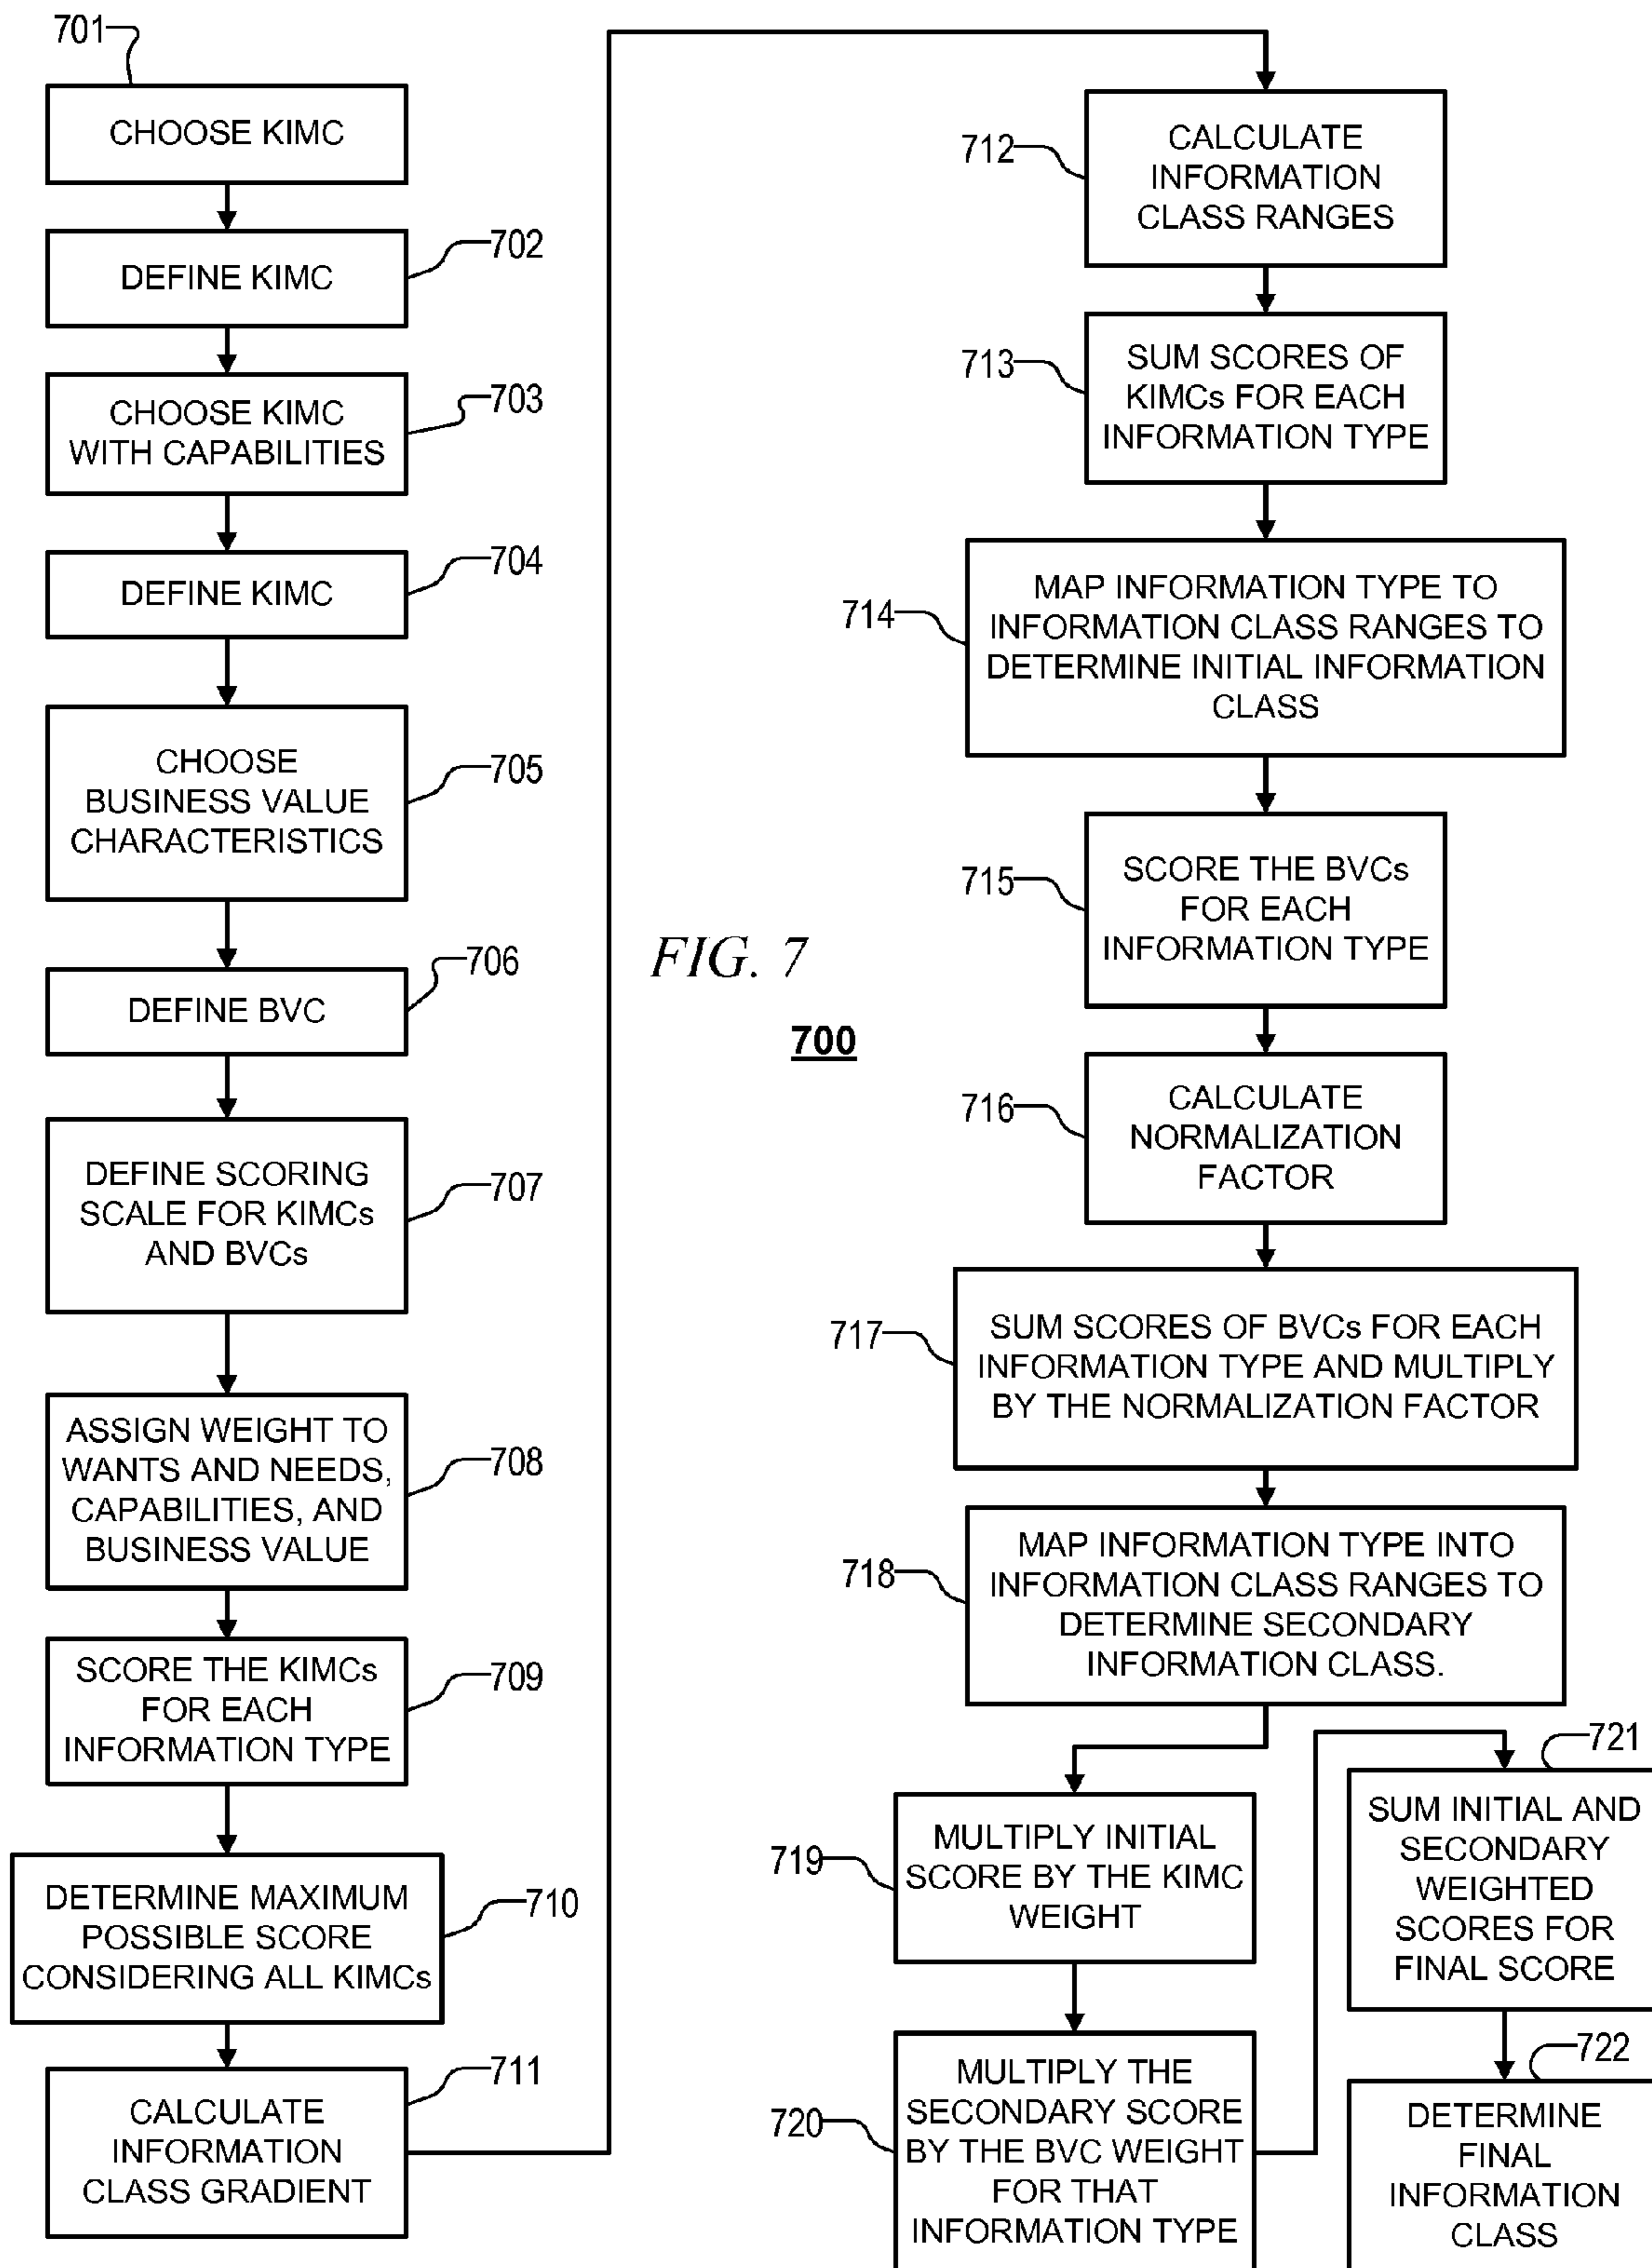 701
CHOOSE KIMC
702
DEFINE KIMC
703
CHOOSE KIMC
WITH CAPABILITIES
704
DEFINE KIMC
705
CHOOSE
BUSINESS VALUE
CHARACTERISTICS
706
DEFINE BVC
707
DEFINE SCORING
SCALE FOR KIMCs
AND BVCs
708
ASSIGN WEIGHT TO
WANTS AND NEEDS,
CAPABILITIES, AND
BUSINESS VALUE
709
SCORE THE KIMCs
FOR EACH
INFORMATION TYPE
710
DETERMINE MAXIMUM
POSSIBLE SCORE
CONSIDERING ALL KIMCs
711
CALCULATE
INFORMATION
CLASS GRADIENT
FIG. 7
700
712
CALCULATE
INFORMATION
CLASS RANGES
713
SUM SCORES OF
KIMCs FOR EACH
INFORMATION TYPE
714
MAP INFORMATION TYPE TO
INFORMATION CLASS RANGES TO
DETERMINE INITIAL INFORMATION
CLASS
715
SCORE THE BVCs
FOR EACH
INFORMATION TYPE
716
CALCULATE
NORMALIZATION
FACTOR
717
SUM SCORES OF BVCs FOR EACH
INFORMATION TYPE AND MULTIPLY
BY THE NORMALIZATION FACTOR
718
MAP INFORMATION TYPE INTO
INFORMATION CLASS RANGES TO
DETERMINE SECONDARY
INFORMATION CLASS.
719
MULTIPLY INITIAL
SCORE BY THE KIMC
WEIGHT
720
MULTIPLY THE
SECONDARY SCORE
BY THE BVC WEIGHT
FOR THAT
INFORMATION TYPE
721
SUM INITIAL AND
SECONDARY
WEIGHTED
SCORES FOR
FINAL SCORE
722
DETERMINE
FINAL
INFORMATION
CLASS